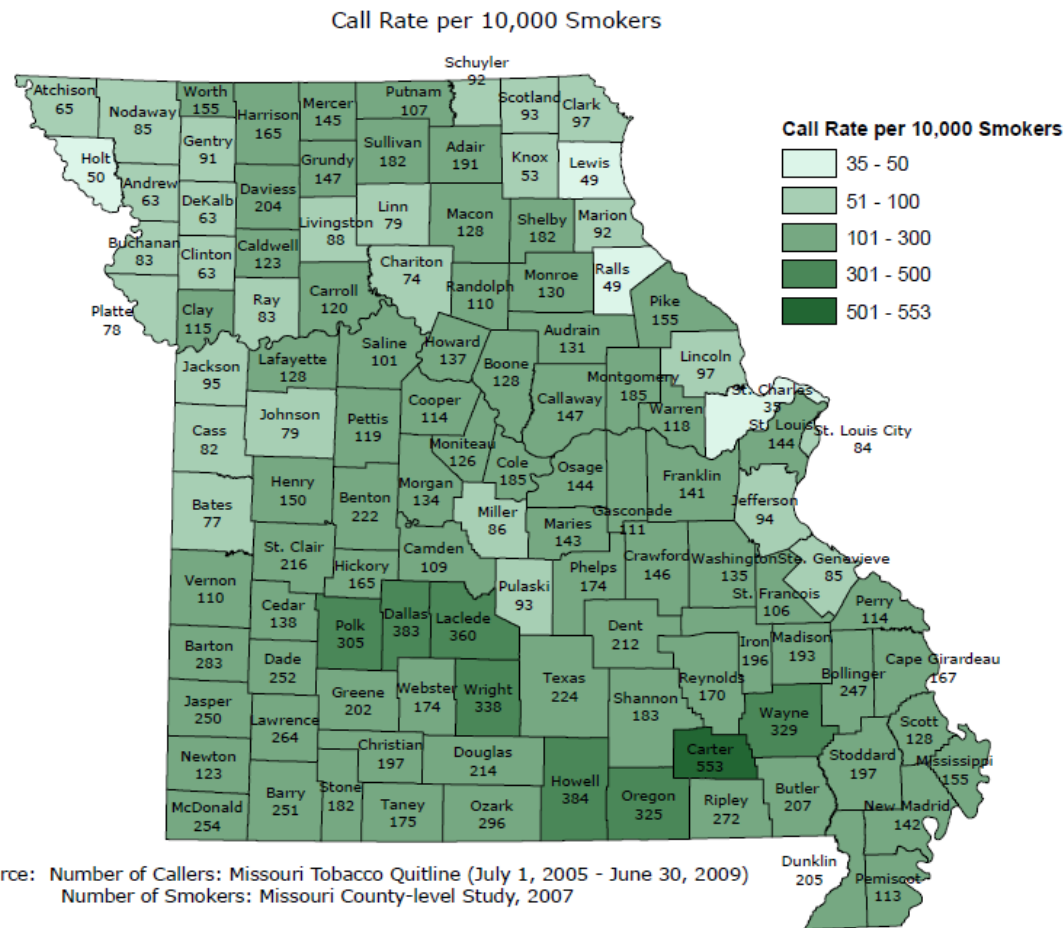 Call Rate per 10,000 Smokers
Schuyler
92
Atchison
65
Nodaway
85
Worth
155
Harrison
165
Mercer
145
Putnam
107
Scotland
93
Clark
97
Call Rate per 10,000 Smokers
35 - 50
51 - 100
101 - 300
301 - 500
501 - 553
Holt
50
Gentry
91
Grundy
147
Sullivan
182
Adair
191
Knox
53
Lewis
49
Andrew
63
DeKalb
63
Daviess
204
Livingston
88
Linn
79
Macon
128
Shelby
182
Marion
92
Buchanan
83
Clinton
63
Caldwell
123
Chariton
74
Randolph
110
Monroe
130
Ralls
49
Platte
78
Clay
115
Ray
83
Carroll
120
Pike
155
Jackson
95
Lafayette
128
Saline
101
Howard
137
Boone
128
Audrain
131
Montgomery
185
Lincoln
97
Cass
82
Johnson
79
Pettis
119
Cooper
114
Callaway
147
Warren
118
St. Charles
35
St. Louis
144
St. Louis City
84
Moniteau
126
Cole
185
Osage
144
Franklin
141
Jefferson
94
Bates
77
Henry
150
Benton
222
Morgan
134
Miller
86
Maries
143
Gasconade
111
St. Clair
216
Hickory
165
Camden
109
Pulaski
93
Phelps
174
Crawford
146
Washington
135
Ste. Genevieve
85
St. Francois
106
Perry
114
Vernon
110
Cedar
138
Polk
305
Dallas
383
Laclede
360
Dent
212
Iron
196
Madison
193
Bollinger
247
Cape Girardeau
167
Barton
283
Dade
252
Greene
202
Webster
174
Wright
338
Texas
224
Shannon
183
Reynolds
170
Wayne
329
Jasper
250
Lawrence
264
Christian
197
Douglas
214
Howell
384
Carter
553
Stoddard
197
Scott
128
Mississippi
155
Newton
123
Barry
251
Stone
182
Taney
175
Ozark
296
Oregon
325
Ripley
272
Butler
207
New Madrid
142
McDonald
254
Dunklin
205
Pemiscot
113
rce: Number of Callers: Missouri Tobacco Quitline (July 1, 2005 - June 30, 2009)
Number of Smokers: Missouri County-level Study, 2007